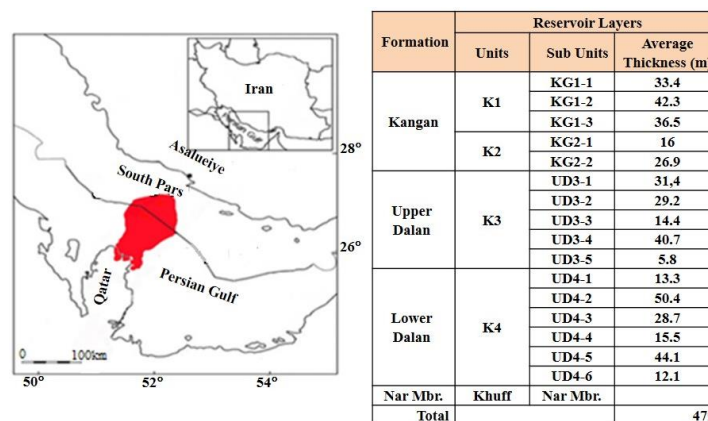 Iran
Asalueiye
28°
South Pars
26°
Qatar
Persian Gulf
0 100km
50° 52° 54°
Reservoir Layers
Formation Units Sub Units Average Thickness (m
Kangan K1 KG1-1 33.4
KG1-2 42.3
KG1-3 36.5
K2 KG2-1 16
KG2-2 26.9
Upper Dalan K3 UD3-1 31,4
UD3-2 29.2
UD3-3 14.4
UD3-4 40.7
UD3-5 5.8
Lower Dalan K4 UD4-1 13.3
UD4-2 50.4
UD4-3 28.7
UD4-4 15.5
UD4-5 44.1
UD4-6 12.1
Nar Mbr. Khuff Nar Mbr.
Total 47